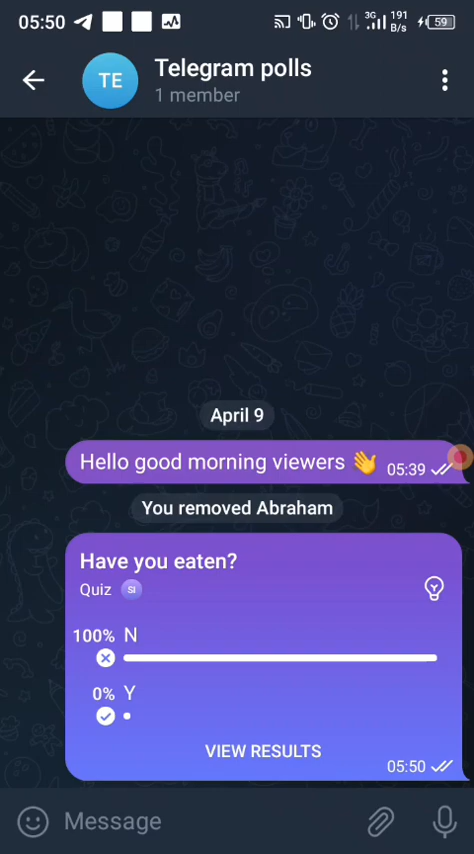 05:50 3G 191 B/s 59
TE Telegram polls
1 member
April 9
Hello good morning viewers 👋 05:39
You removed Abraham
Have you eaten?
Quiz SI
100% N
0% Y
VIEW RESULTS
05:50
Message